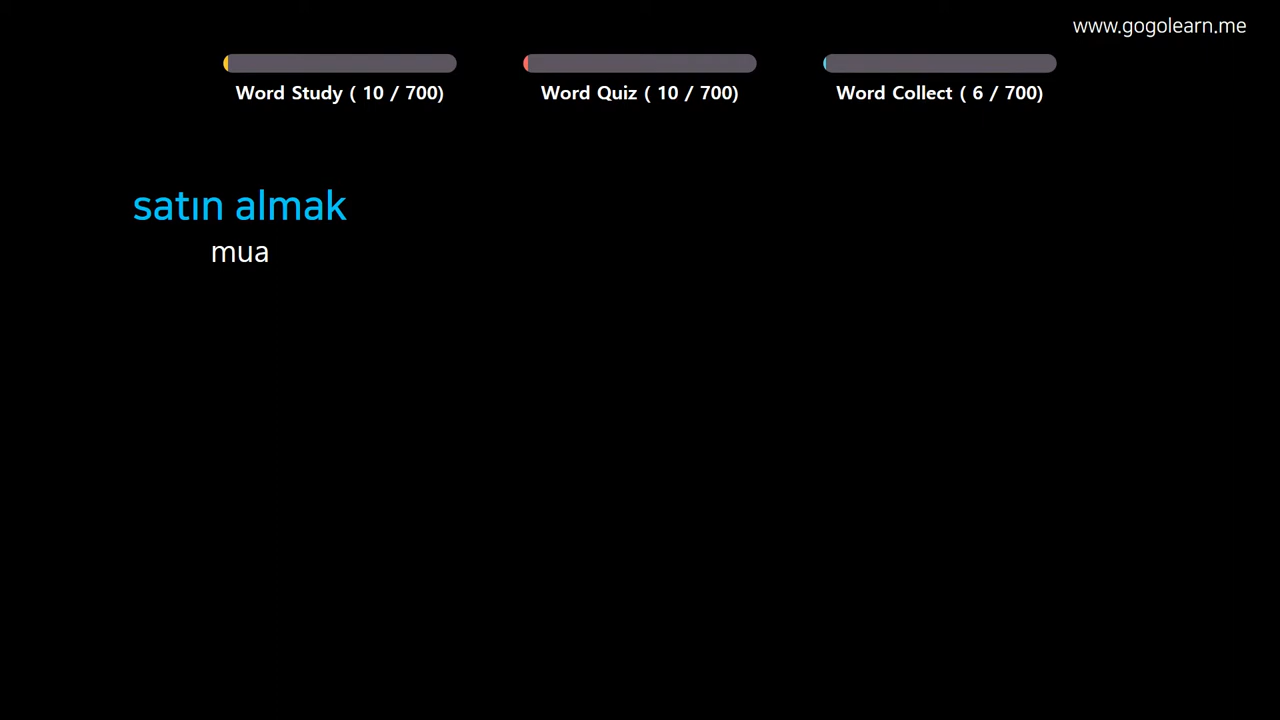 www.gogolearn.me
Word Study ( 10 / 700)
Word Quiz ( 10 / 700)
Word Collect ( 6 / 700)
satın almak
mua